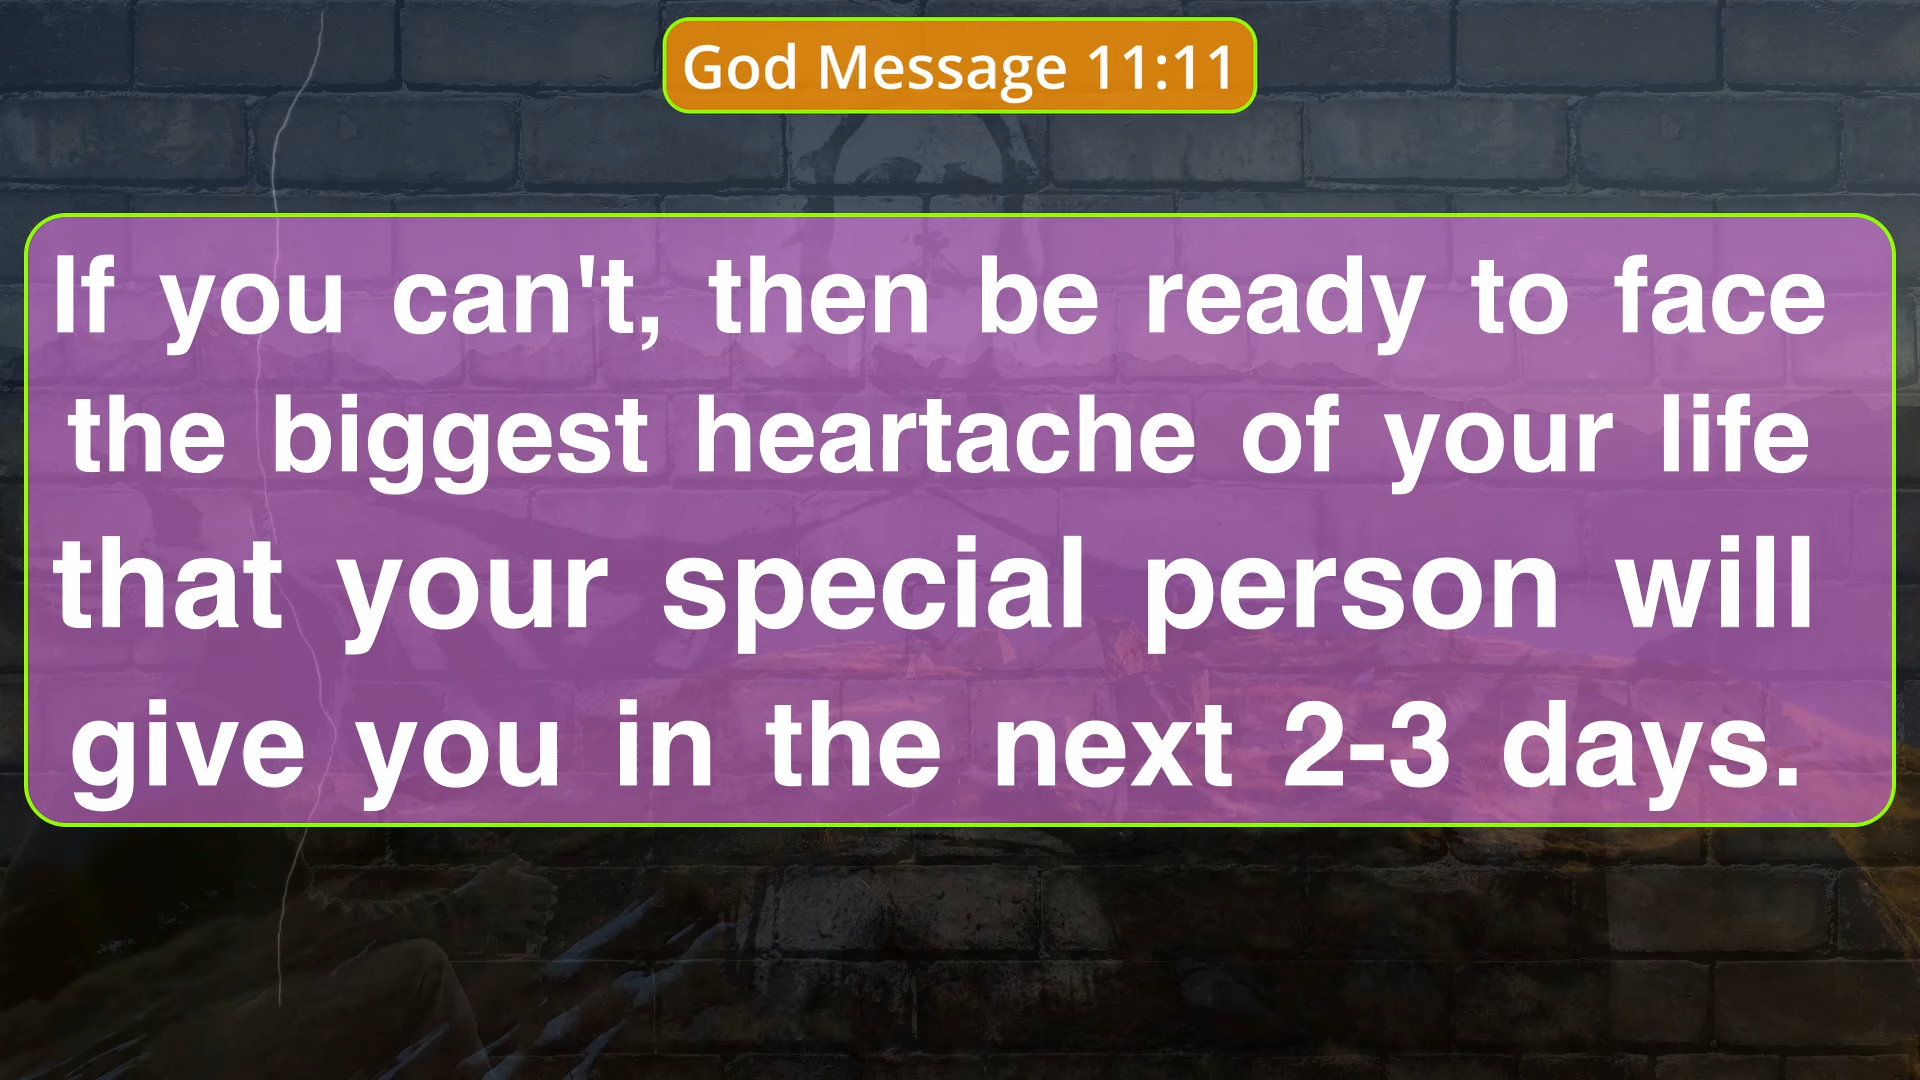 God Message 11:11
If you can't, then be ready to face
the biggest heartache of your life
that your special person will
give you in the next 2-3 days.